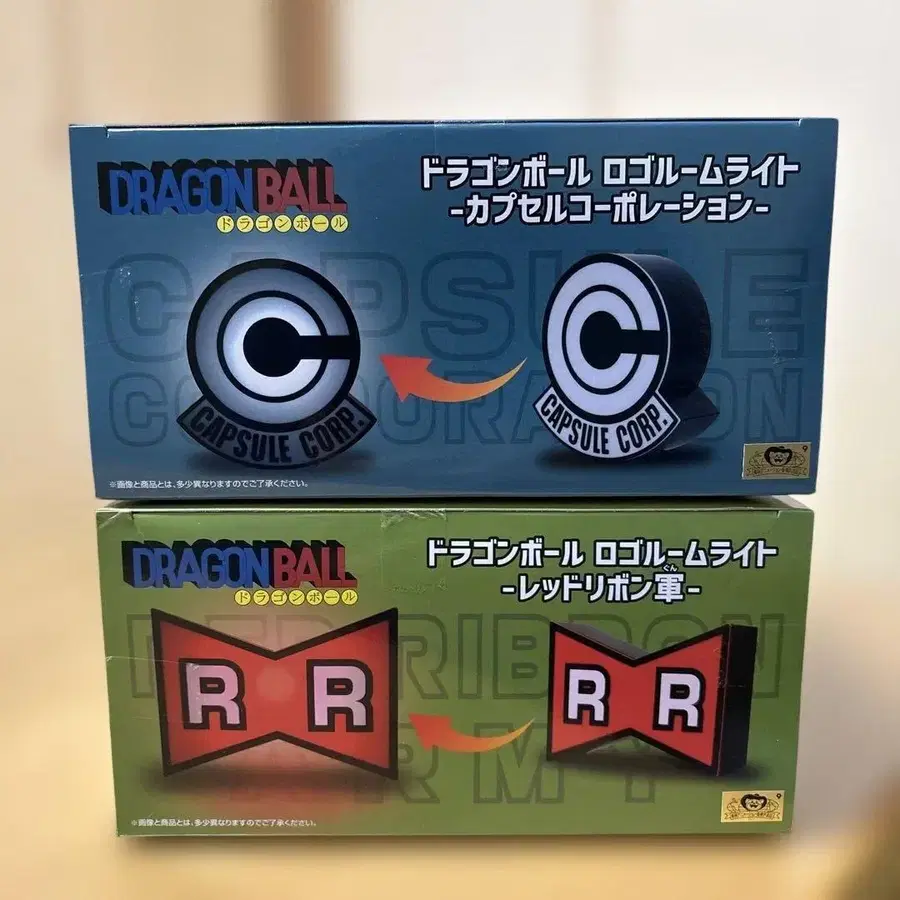 DRAGON BALL
ドラゴンボール
ドラゴンボール ロゴルームライト
-カプセルコーポレーション-
CAPSULE
CORPORATION
CAPSULE CORP.
CAPSULE CORP.
※画像と商品とは、多少異なりますのでご了承ください。
DRAGON BALL
ドラゴンボール
ドラゴンボール ロゴルームライト
ぐん
-レッドリボン軍-
RED RIBBON
ARMY
R R
R R
※画像と商品とは、多少異なりますのでご了承ください。